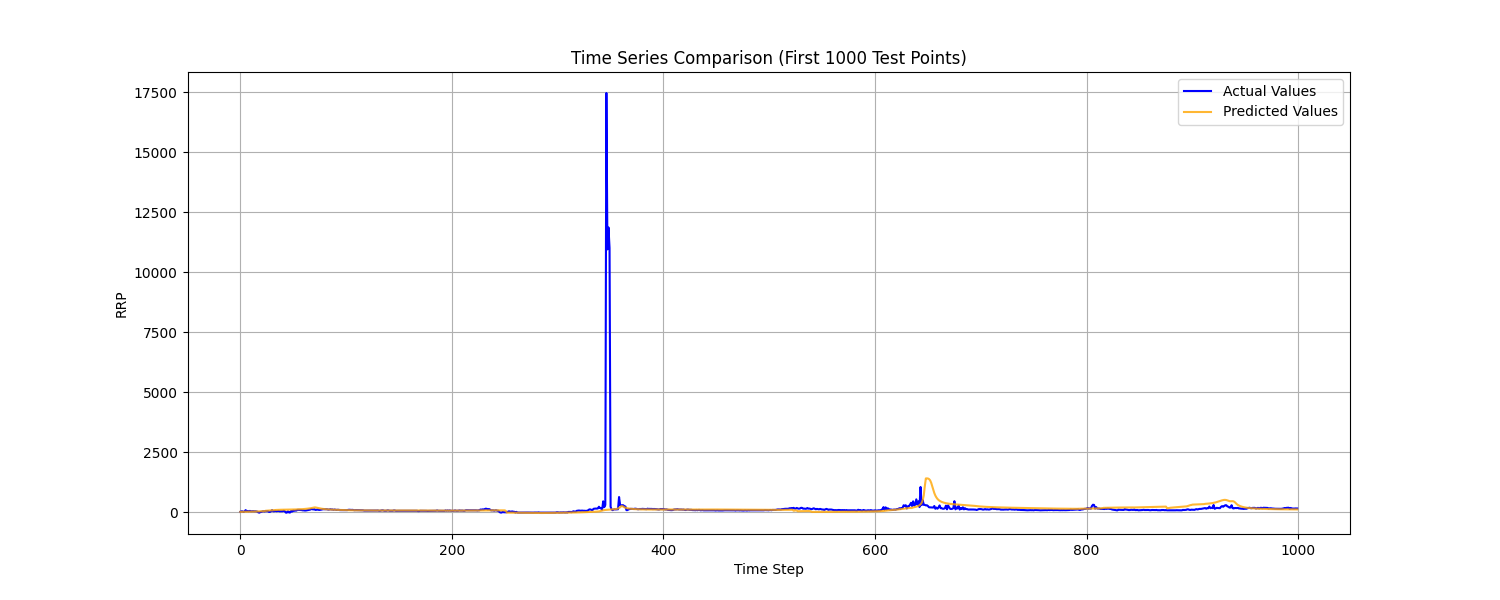 Time Series Comparison (First 1000 Test Points)
Actual Values
Predicted Values
RRP
17500
15000
12500
10000
7500
5000
2500
0
0 200 400 600 800 1000
Time Step